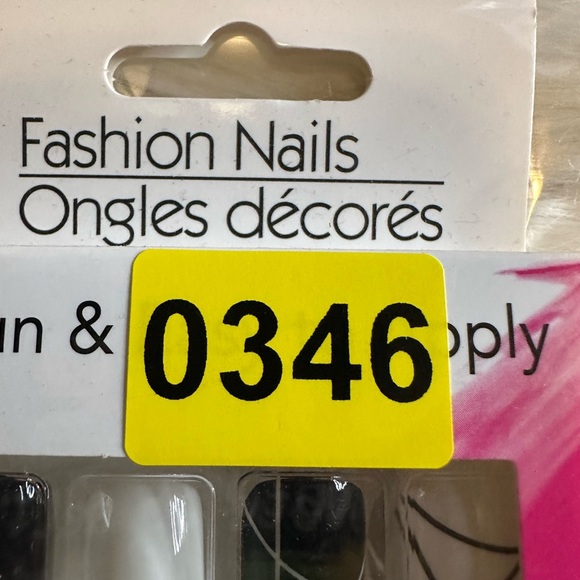 Fashion Nails
Ongles décorés
&
0346